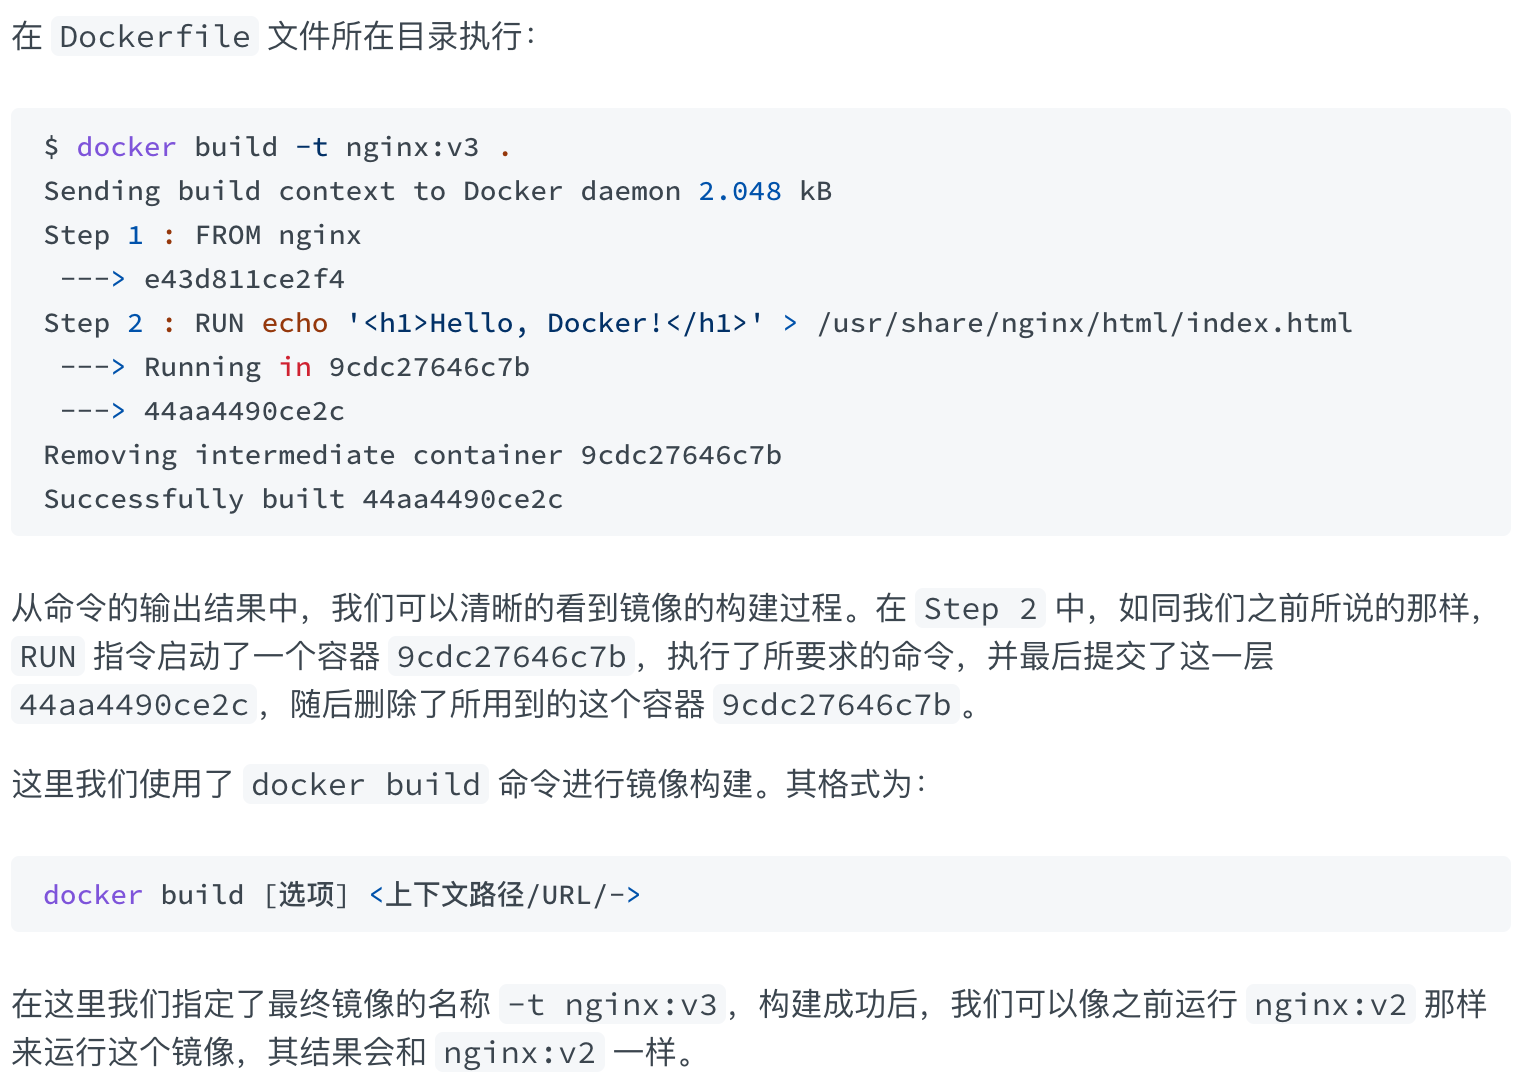 在 Dockerfile 文件所在目录执行：
$ docker build -t nginx:v3 .
Sending build context to Docker daemon 2.048 kB
Step 1 : FROM nginx
 ---> e43d811ce2f4
Step 2 : RUN echo '<h1>Hello, Docker!</h1>' > /usr/share/nginx/html/index.html
 ---> Running in 9cdc27646c7b
 ---> 44aa4490ce2c
Removing intermediate container 9cdc27646c7b
Successfully built 44aa4490ce2c
从命令的输出结果中，我们可以清晰的看到镜像的构建过程。在 Step 2 中，如同我们之前所说的那样，
RUN 指令启动了一个容器 9cdc27646c7b，执行了所要求的命令，并最后提交了这一层
44aa4490ce2c，随后删除了所用到的这个容器 9cdc27646c7b。
这里我们使用了 docker build 命令进行镜像构建。其格式为：
docker build [选项] <上下文路径/URL/->
在这里我们指定了最终镜像的名称 -t nginx:v3，构建成功后，我们可以像之前运行 nginx:v2 那样
来运行这个镜像，其结果会和 nginx:v2 一样。